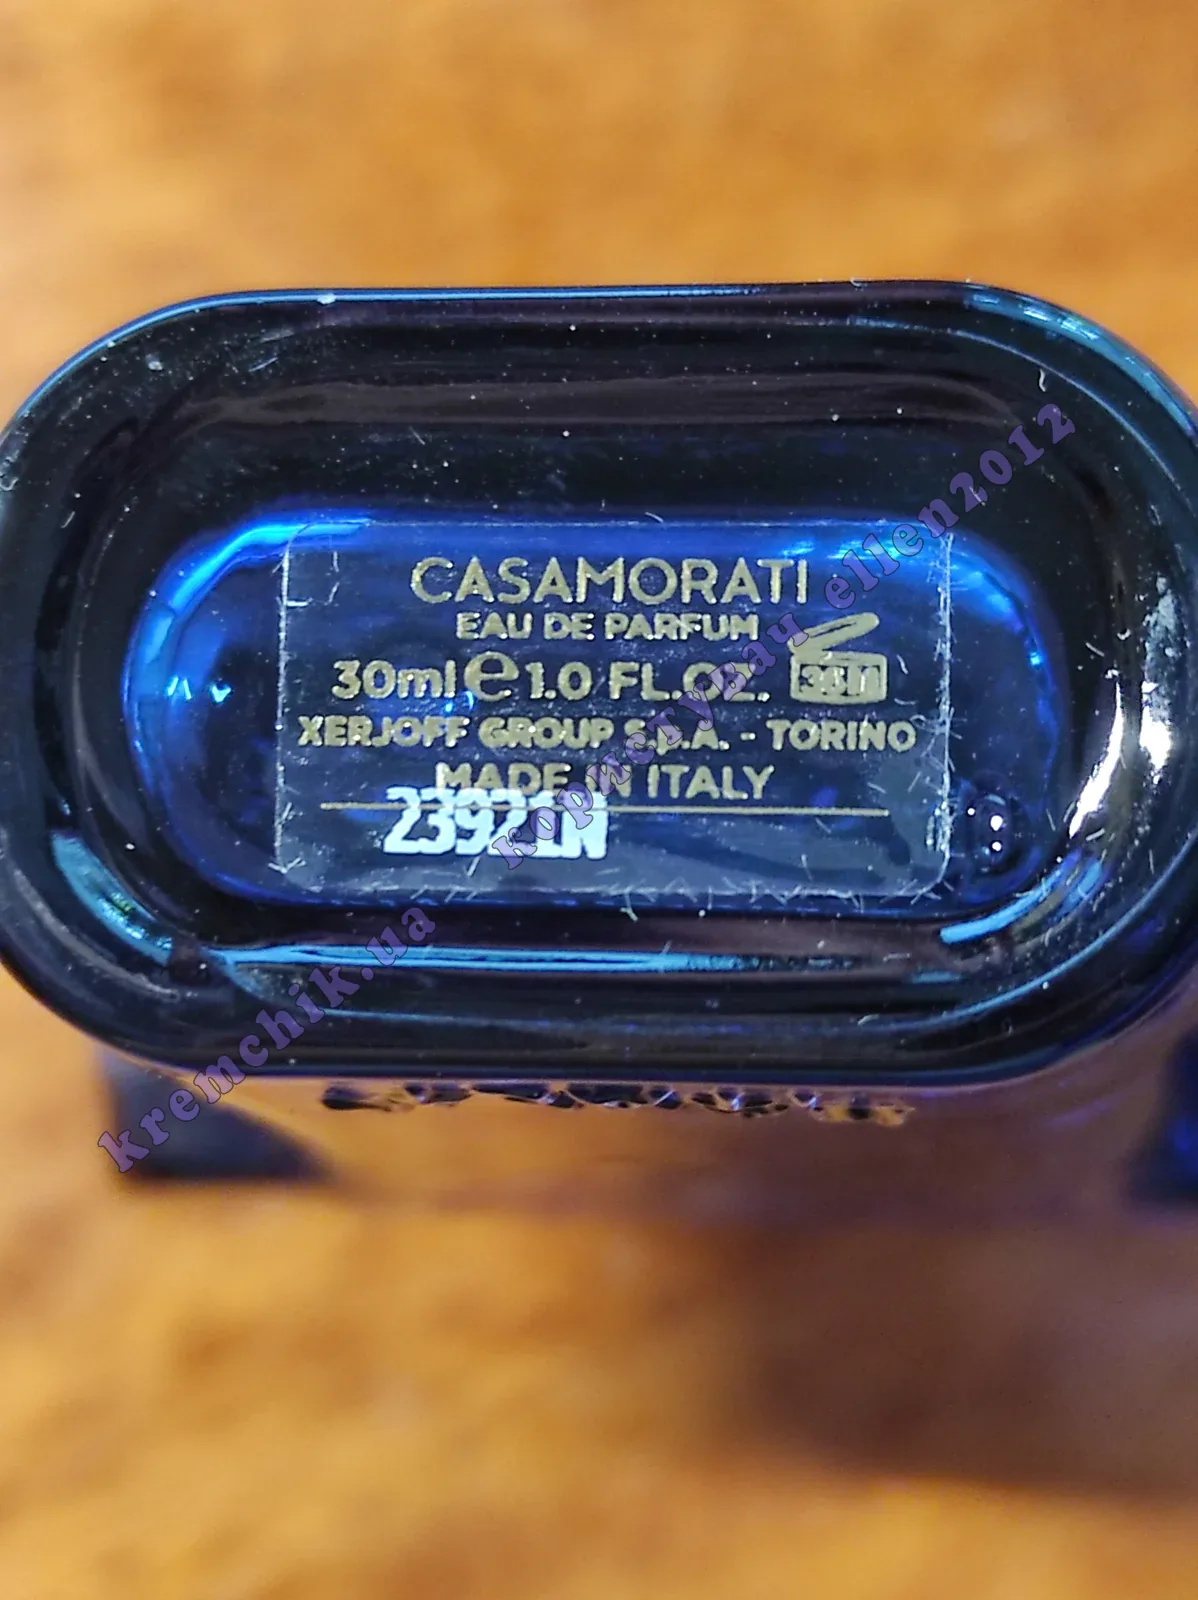 CASAMORATI
EAU DE PARFUM
30ml e 1.0 FL.OZ. 36M
XERJOFF GROUP S.p.A. - TORINO
MADE IN ITALY
kremchik.ua користувач ellen2012